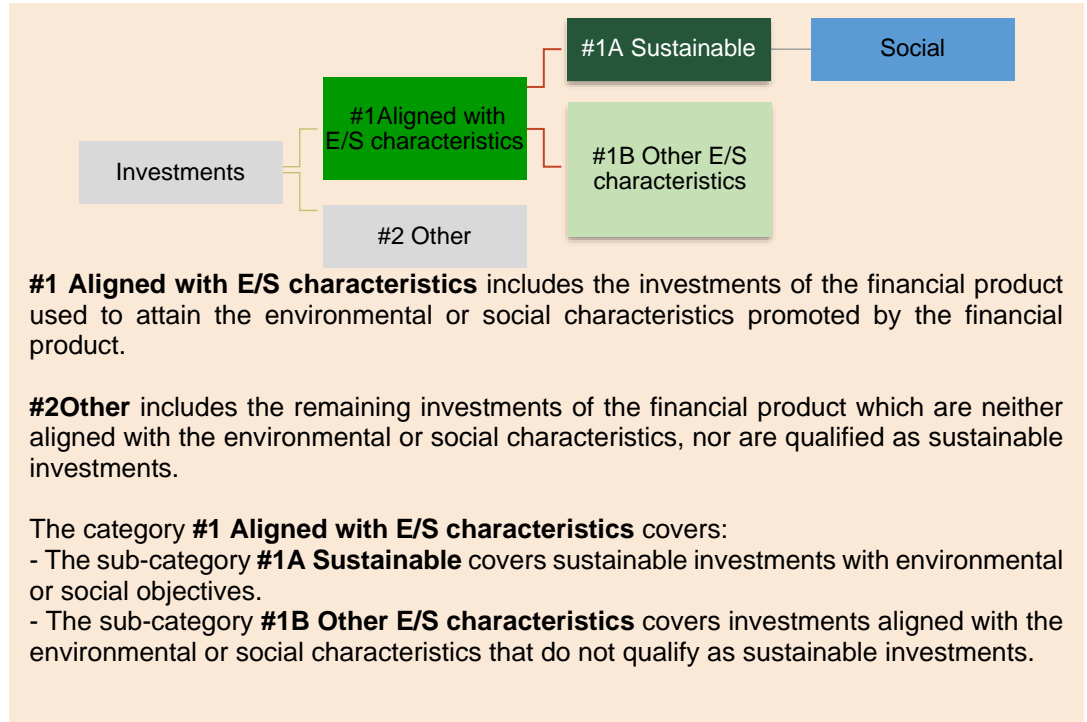 #1A Sustainable
Social
#1Aligned with
E/S characteristics
#1B Other E/S
characteristics
Investments
#2 Other
#1 Aligned with E/S characteristics includes the investments of the financial product
used to attain the environmental or social characteristics promoted by the financial
product.
#2Other includes the remaining investments of the financial product which are neither
aligned with the environmental or social characteristics, nor are qualified as sustainable
investments.
The category #1 Aligned with E/S characteristics covers:
- The sub-category #1A Sustainable covers sustainable investments with environmental
or social objectives.
- The sub-category #1B Other E/S characteristics covers investments aligned with the
environmental or social characteristics that do not qualify as sustainable investments.